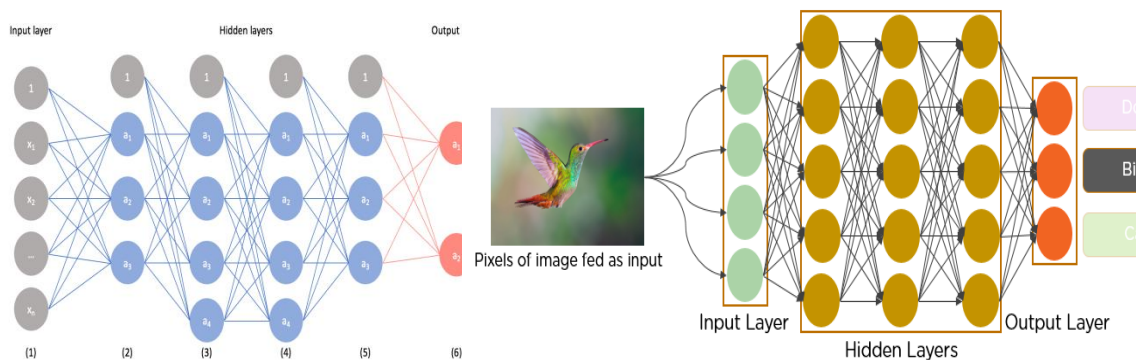 Input layer
Hidden layers
Output
1
1
1
1
1
x1
a1
a1
a1
a1
a1
x2
a2
a2
a2
a2
a2
...
a3
a3
a3
a3
xn
a4
a4
(1)
(2)
(3)
(4)
(5)
(6)
Pixels of image fed as input
Input Layer
Hidden Layers
Output Layer